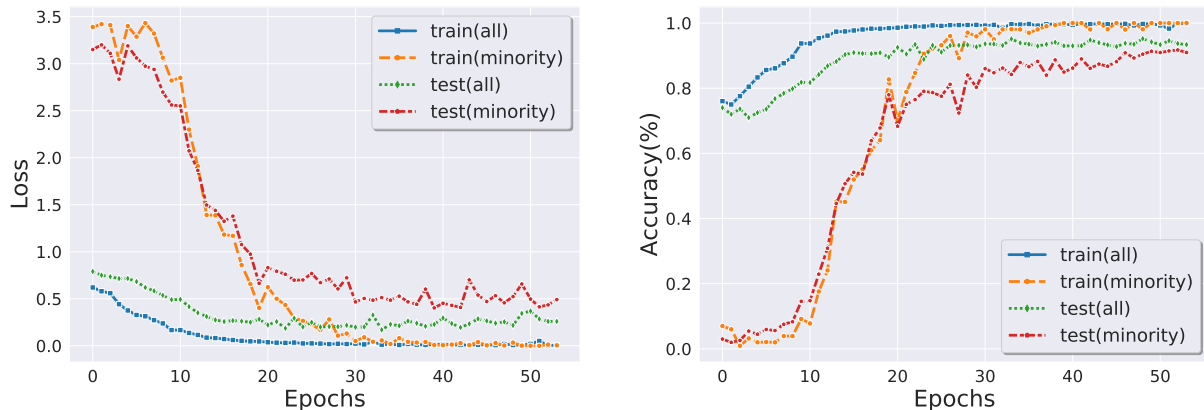 3.5
3.0
2.5
2.0
1.5
1.0
0.5
0.0
Loss
0
10
20
30
40
50
Epochs
train(all)
train(minority)
test(all)
test(minority)
1.0
0.8
0.6
0.4
0.2
0.0
Accuracy(%)
0
10
20
30
40
50
Epochs
train(all)
train(minority)
test(all)
test(minority)